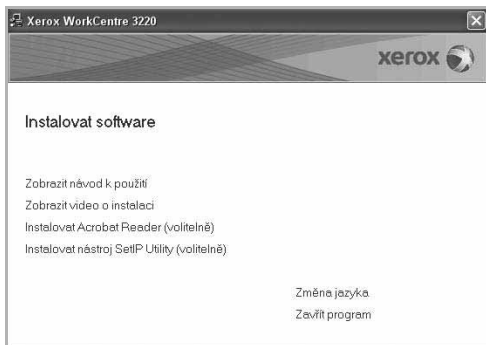 Xerox WorkCentre 3220
xerox
Instalovat software
Zobrazit návod k použití
Zobrazit video o instalaci
Instalovat Acrobat Reader (volitelně)
Instalovat nástroj SetIP Utility (volitelně)
Změna jazyka
Zavřít program